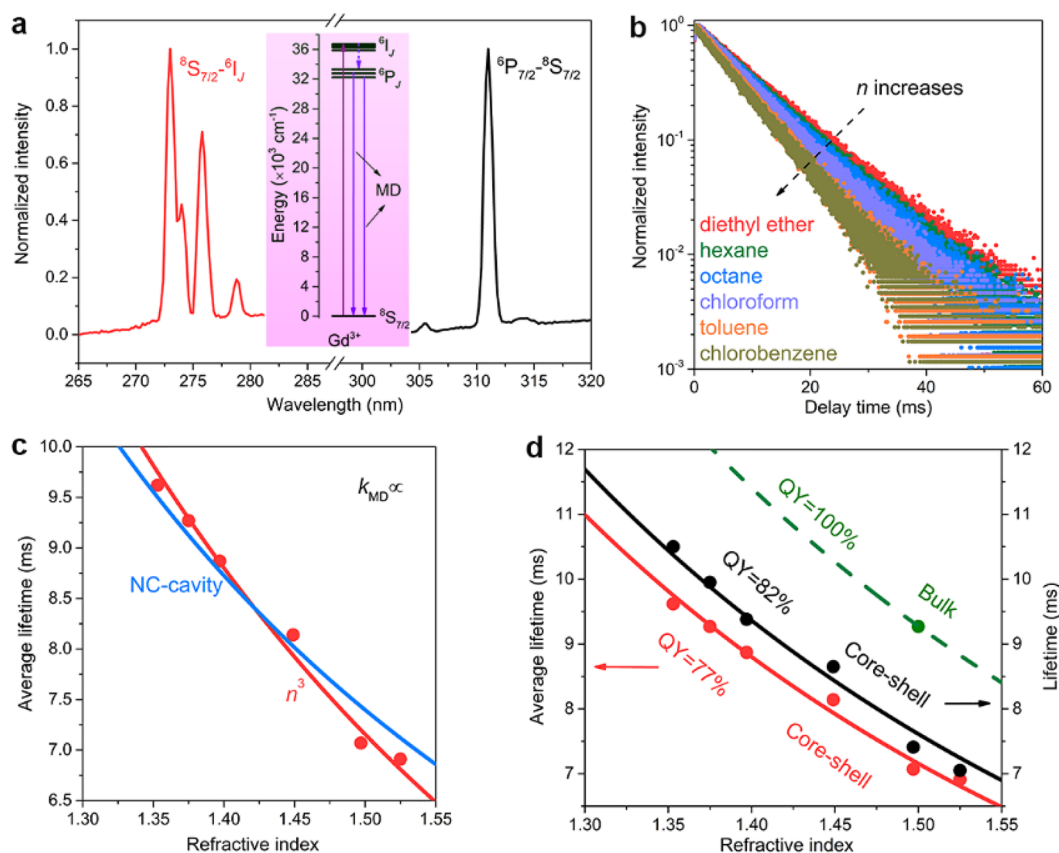 a
⁸S₇/₂-⁶I_J
⁶P₇/₂-⁸S₇/₂
Normalized intensity
1.0
0.8
0.6
0.4
0.2
0.0
265 270 275 280 300 305 310 315 320
Wavelength (nm)
Energy (×10³ cm⁻¹)
36
32
28
24
20
16
12
8
4
0
⁶I_J
⁶P_J
MD
⁸S₇/₂
Gd³⁺
b
Normalized intensity
10⁰
10⁻¹
10⁻²
10⁻³
n increases
diethyl ether
hexane
octane
chloroform
toluene
chlorobenzene
0 20 40 60
Delay time (ms)
c
Average lifetime (ms)
10.0
9.5
9.0
8.5
8.0
7.5
7.0
6.5
k_MD∝
NC-cavity
n³
1.30 1.35 1.40 1.45 1.50 1.55
Refractive index
d
Average lifetime (ms)
12
11
10
9
8
7
QY=100%
QY=82%
Bulk
QY=77%
Core-shell
Core-shell
12
11
10
9
8
7
Lifetime (ms)
1.30 1.35 1.40 1.45 1.50 1.55
Refractive index